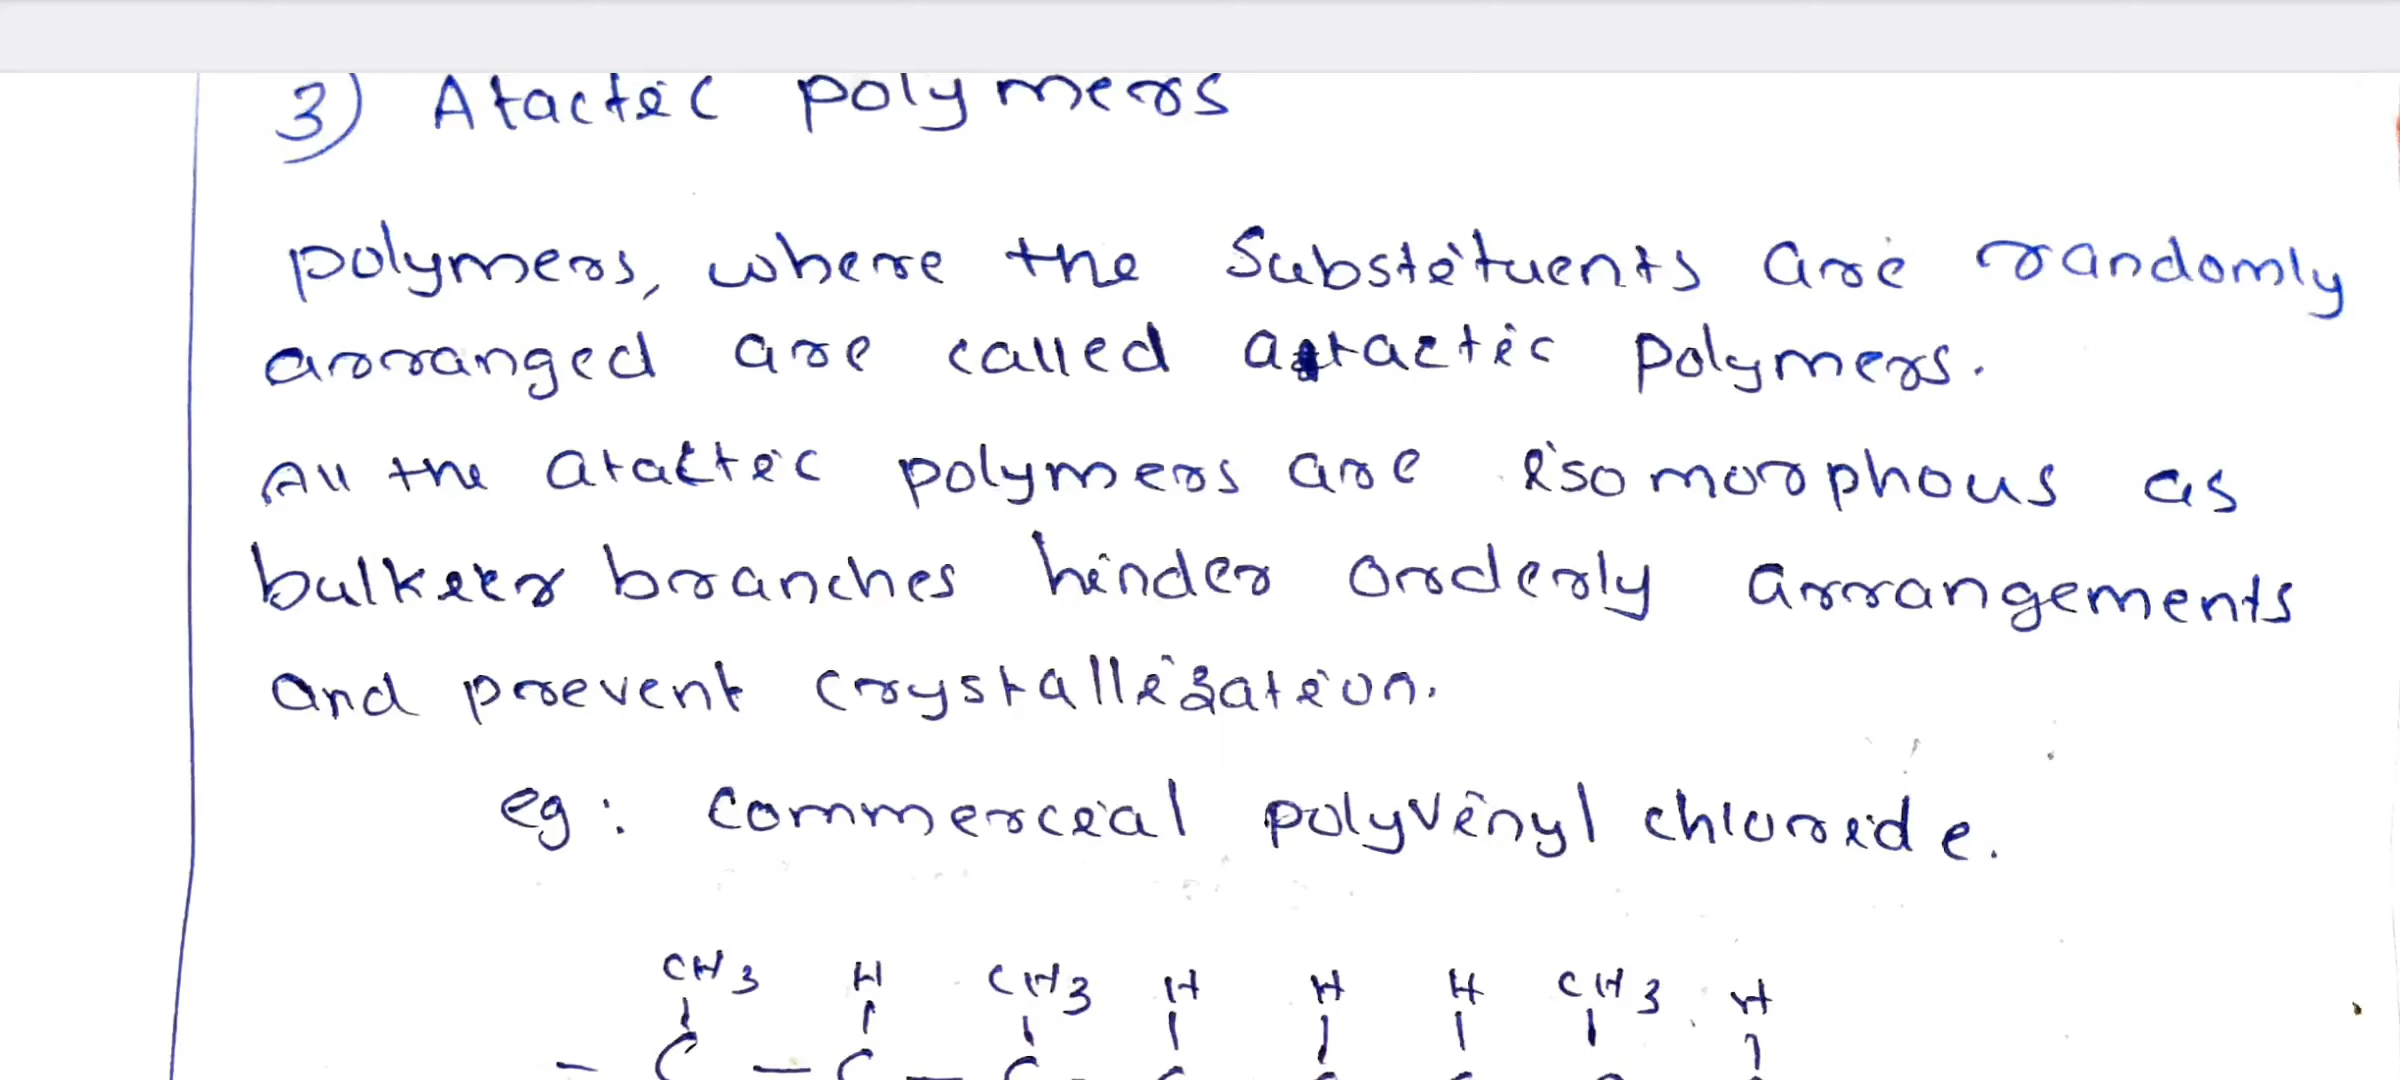 3) Atactic polymers
polymers, where the Substituents are randomly
arranged are called atactic polymers.
All the atactic polymers are isomorphous as
bulkier branches hinder orderly arrangements
and prevent crystallization.
eg: Commercial polyvinyl chloride.
CH3 H CH3 H H H CH3 H
- C - C - C